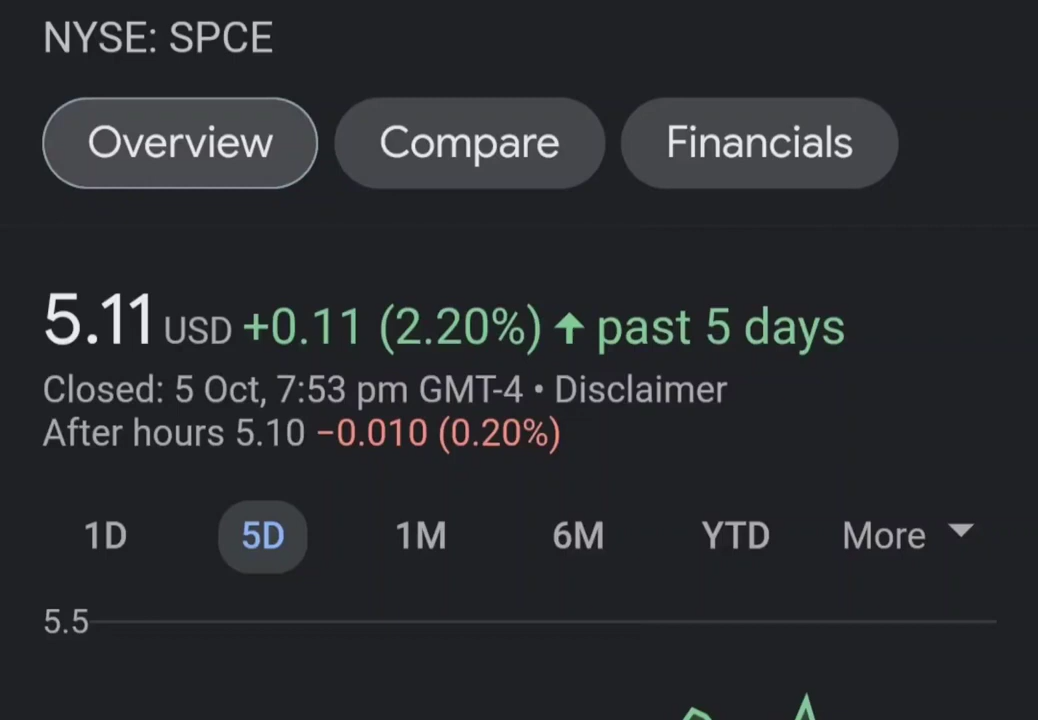 NYSE: SPCE
Overview Compare Financials
5.11 USD +0.11 (2.20%) ↑ past 5 days
Closed: 5 Oct, 7:53 pm GMT-4 • Disclaimer
After hours 5.10 −0.010 (0.20%)
1D 5D 1M 6M YTD More
5.5